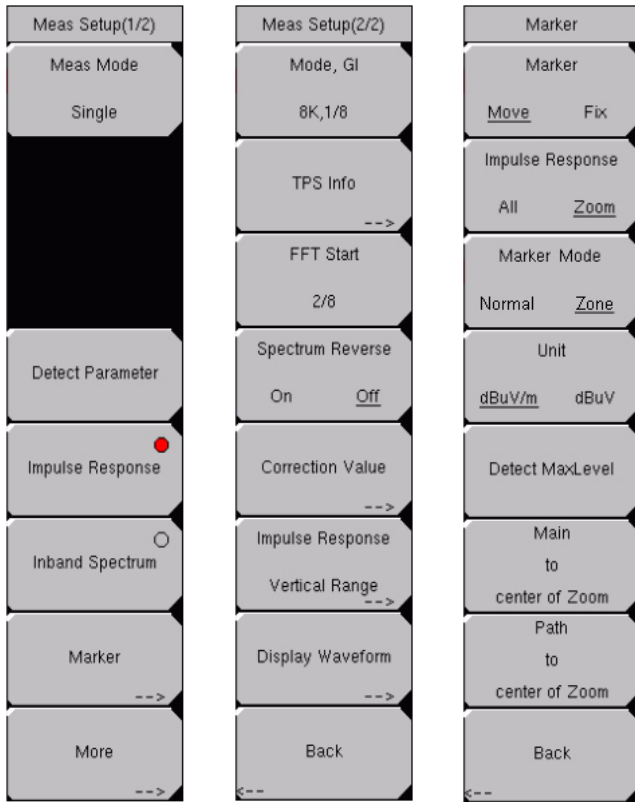 Meas Setup(1/2)
Meas Mode
Single
Detect Parameter
Impulse Response
Inband Spectrum
Marker
-->
More
-->
Meas Setup(2/2)
Mode, GI
8K,1/8
TPS Info
-->
FFT Start
2/8
Spectrum Reverse
On Off
Correction Value
-->
Impulse Response
Vertical Range
-->
Display Waveform
-->
Back
<--
Marker
Marker
Move Fix
Impulse Response
All Zoom
Marker Mode
Normal Zone
Unit
dBuV/m dBuV
Detect MaxLevel
Main
to
center of Zoom
Path
to
center of Zoom
Back
<--